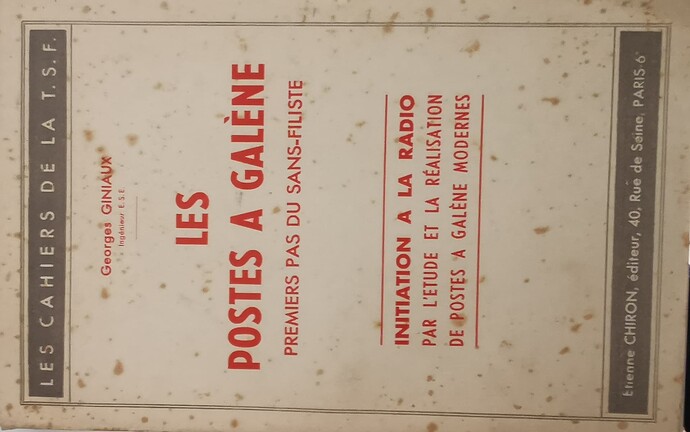 LES CAHIERS DE LA T. S. F.
Georges GINIAUX
Ingénieur E.S.E
LES
POSTES A GALÈNE
PREMIERS PAS DU SANS-FILISTE
INITIATION A LA RADIO
PAR L'ETUDE ET LA RÉALISATION
DE POSTES A GALÈNE MODERNES
Etienne CHIRON, éditeur, 40, Rue de Seine, PARIS-6e